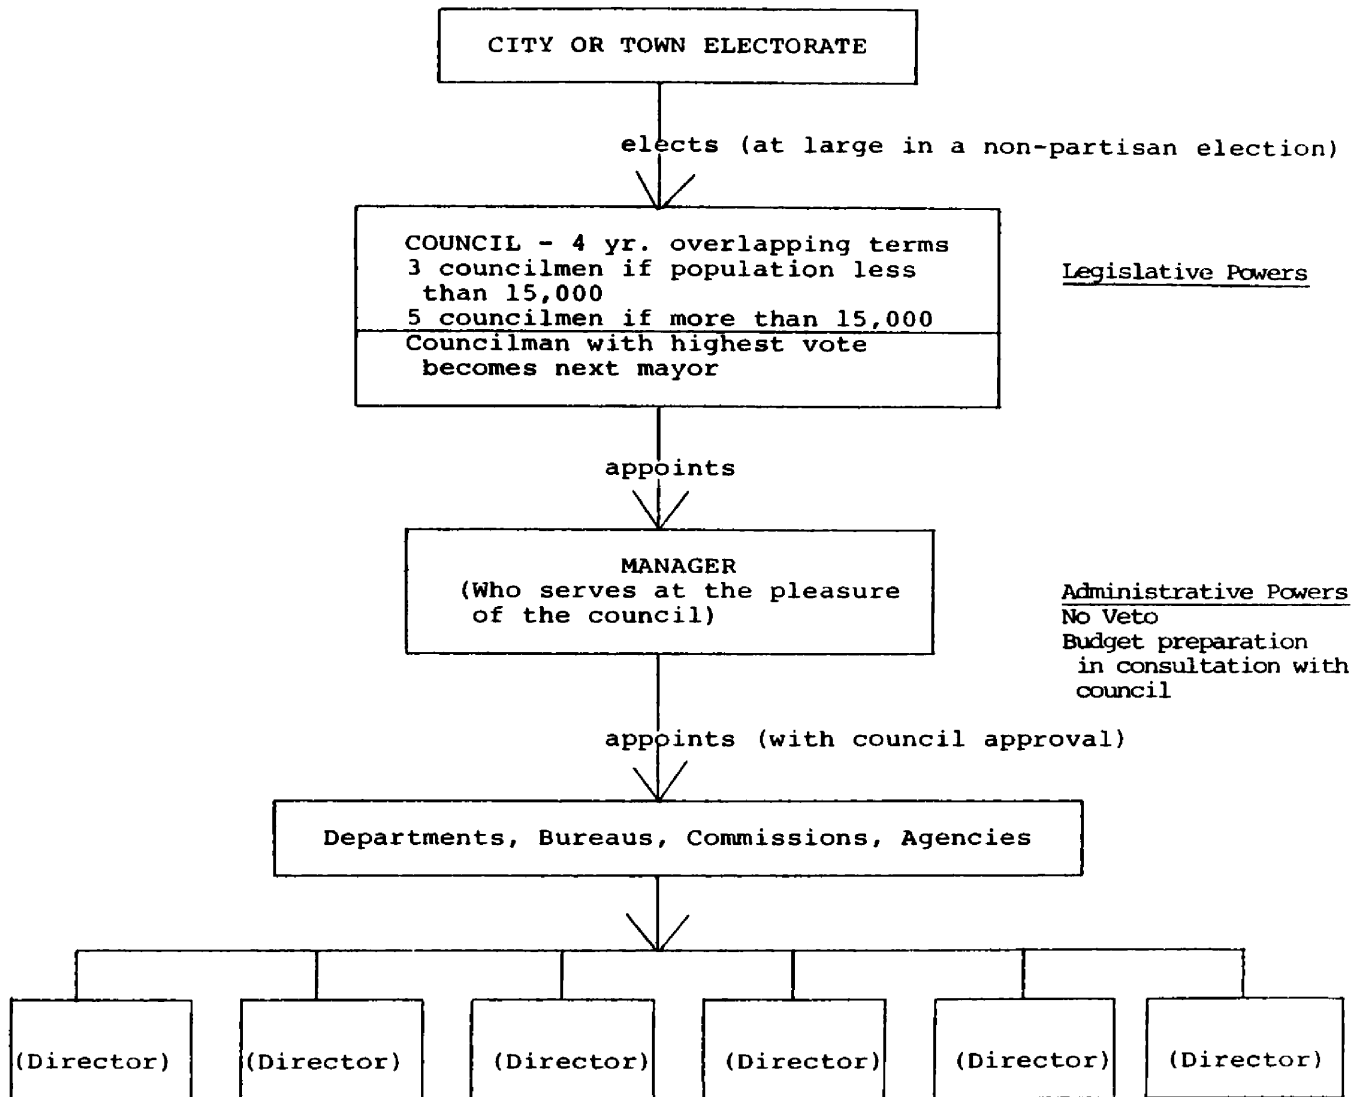 CITY OR TOWN ELECTORATE
elects (at large in a non-partisan election)
COUNCIL - 4 yr. overlapping terms
3 councilmen if population less
than 15,000
5 councilmen if more than 15,000
Councilman with highest vote
becomes next mayor
Legislative Powers
appoints
MANAGER
(Who serves at the pleasure
of the council)
Administrative Powers
No Veto
Budget preparation
in consultation with
council
appoints (with council approval)
Departments, Bureaus, Commissions, Agencies
(Director) (Director) (Director) (Director) (Director) (Director)